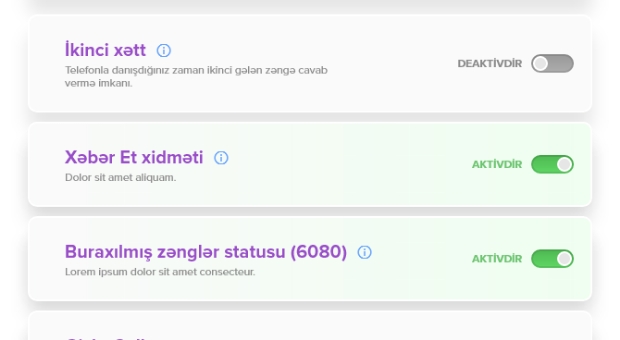 İkinci xətt
Telefonla danışdığınız zaman ikinci gələn zəngə cavab
vermə imkanı.
DEAKTİVDİR
Xəbər Et xidməti
Dolor sit amet aliquam.
AKTİVDİR
Buraxılmış zənglər statusu (6080)
Lorem ipsum dolor sit amet consecteur.
AKTİVDİR